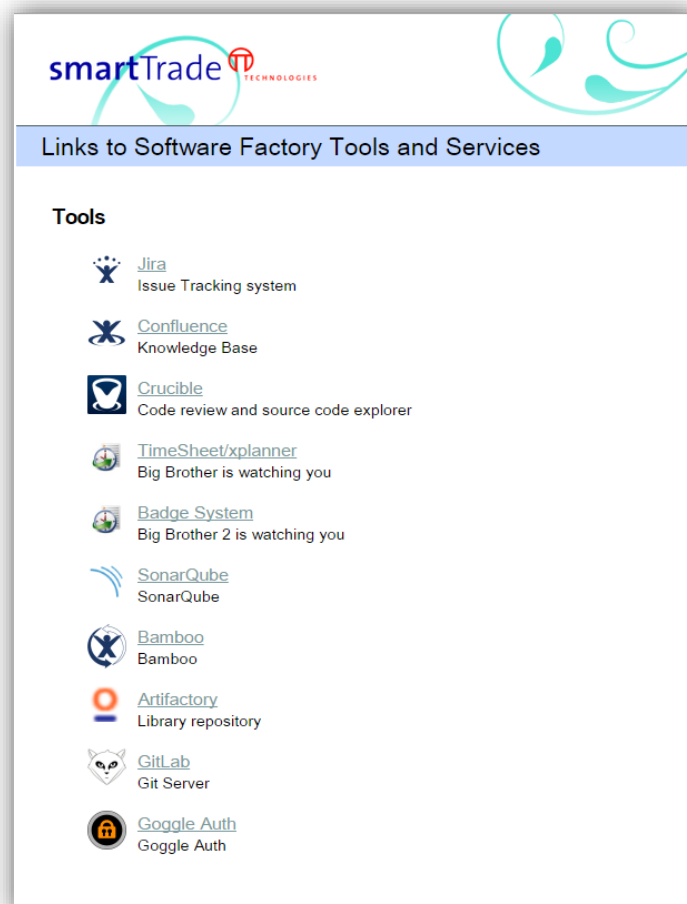 smartTrade TECHNOLOGIES
Links to Software Factory Tools and Services
Tools
Jira
Issue Tracking system
Confluence
Knowledge Base
Crucible
Code review and source code explorer
TimeSheet/xplanner
Big Brother is watching you
Badge System
Big Brother 2 is watching you
SonarQube
SonarQube
Bamboo
Bamboo
Artifactory
Library repository
GitLab
Git Server
Goggle Auth
Goggle Auth